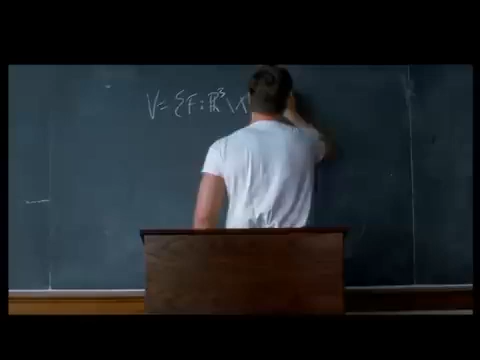 V = {F : ℝ³ \ X